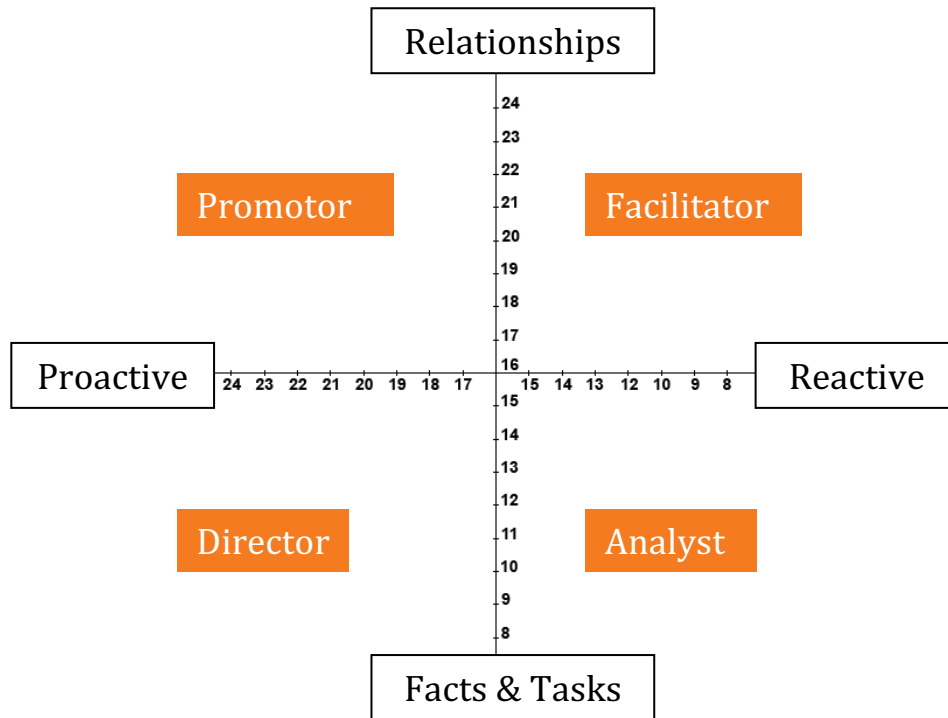 Relationships
24
23
22
Promotor Facilitator
21
20
19
18
17
16
Proactive Reactive
24 23 22 21 20 19 18 17 15 14 13 12 10 9 8
15
14
13
12
Director Analyst
11
10
9
8
Facts & Tasks